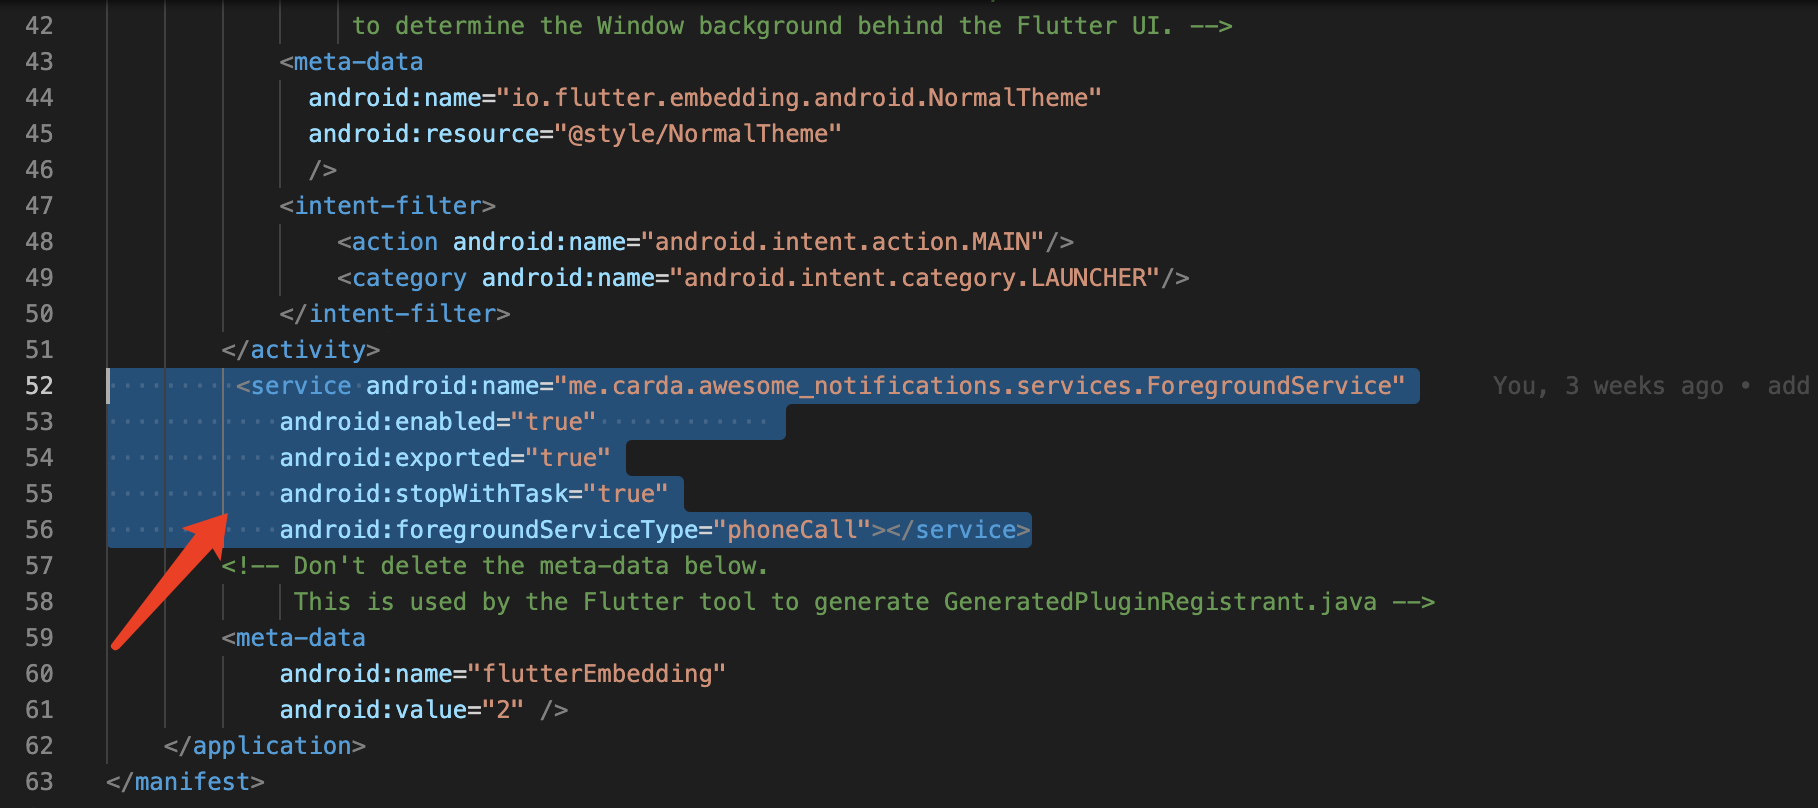 42 to determine the Window background behind the Flutter UI. -->
43 <meta-data
44 android:name="io.flutter.embedding.android.NormalTheme"
45 android:resource="@style/NormalTheme"
46 />
47 <intent-filter>
48 <action android:name="android.intent.action.MAIN"/>
49 <category android:name="android.intent.category.LAUNCHER"/>
50 </intent-filter>
51 </activity>
52 <service android:name="me.carda.awesome_notifications.services.ForegroundService" You, 3 weeks ago • add
53 android:enabled="true"
54 android:exported="true"
55 android:stopWithTask="true"
56 android:foregroundServiceType="phoneCall"></service>
57 <!-- Don't delete the meta-data below.
58 This is used by the Flutter tool to generate GeneratedPluginRegistrant.java -->
59 <meta-data
60 android:name="flutterEmbedding"
61 android:value="2" />
62 </application>
63 </manifest>